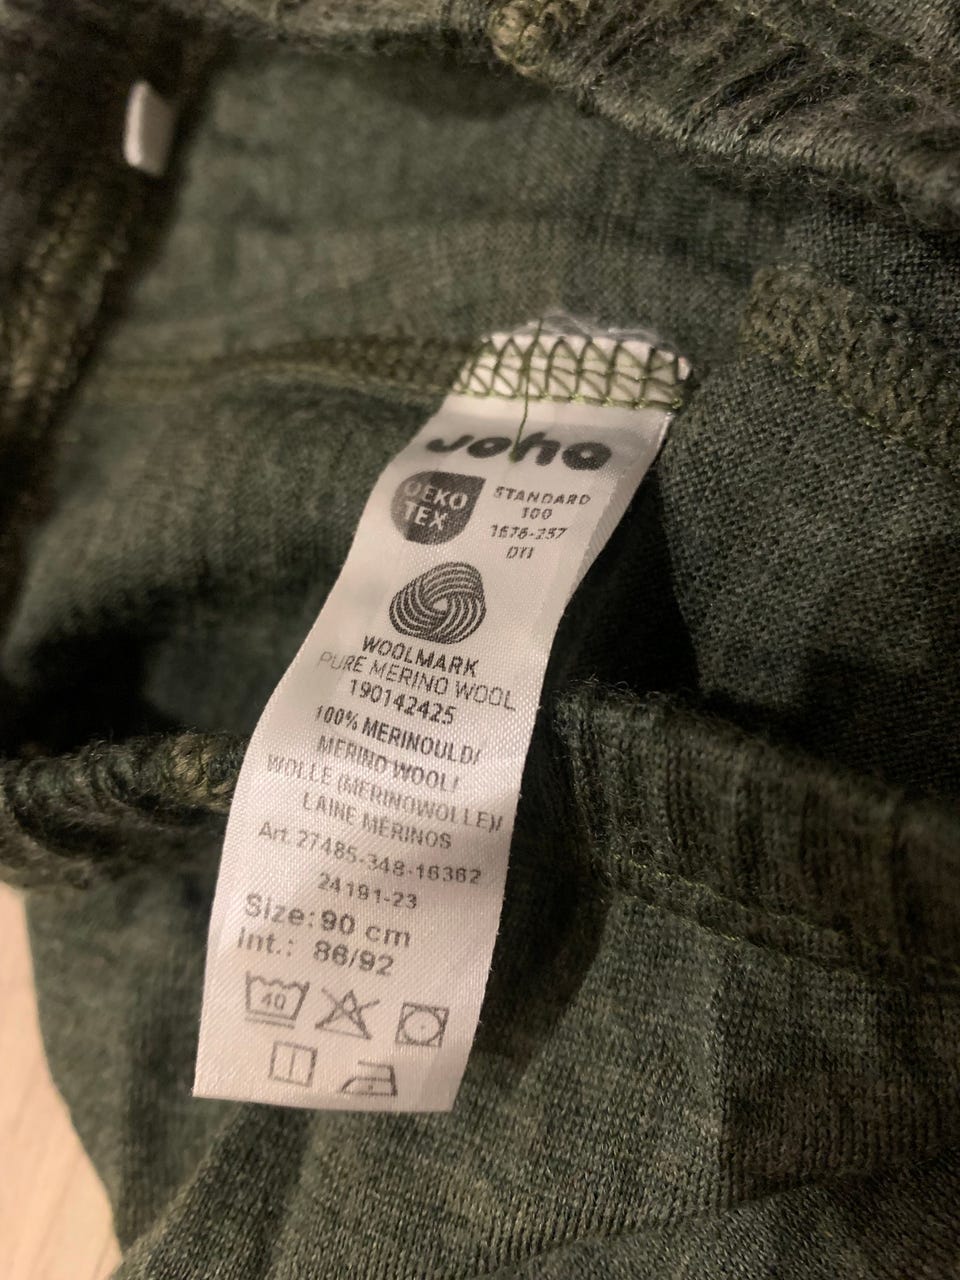 Joha
OEKO
TEX
STANDARD
100
1676-257
DTI
WOOLMARK
PURE MERINO WOOL
190142425
100% MERINOULD/
MERINO WOOL/
WOLLE (MERINOWOLLE)/
LAINE MERINOS
Art. 27485-348-16362
24191-23
Size: 90 cm
Int.: 86/92
40